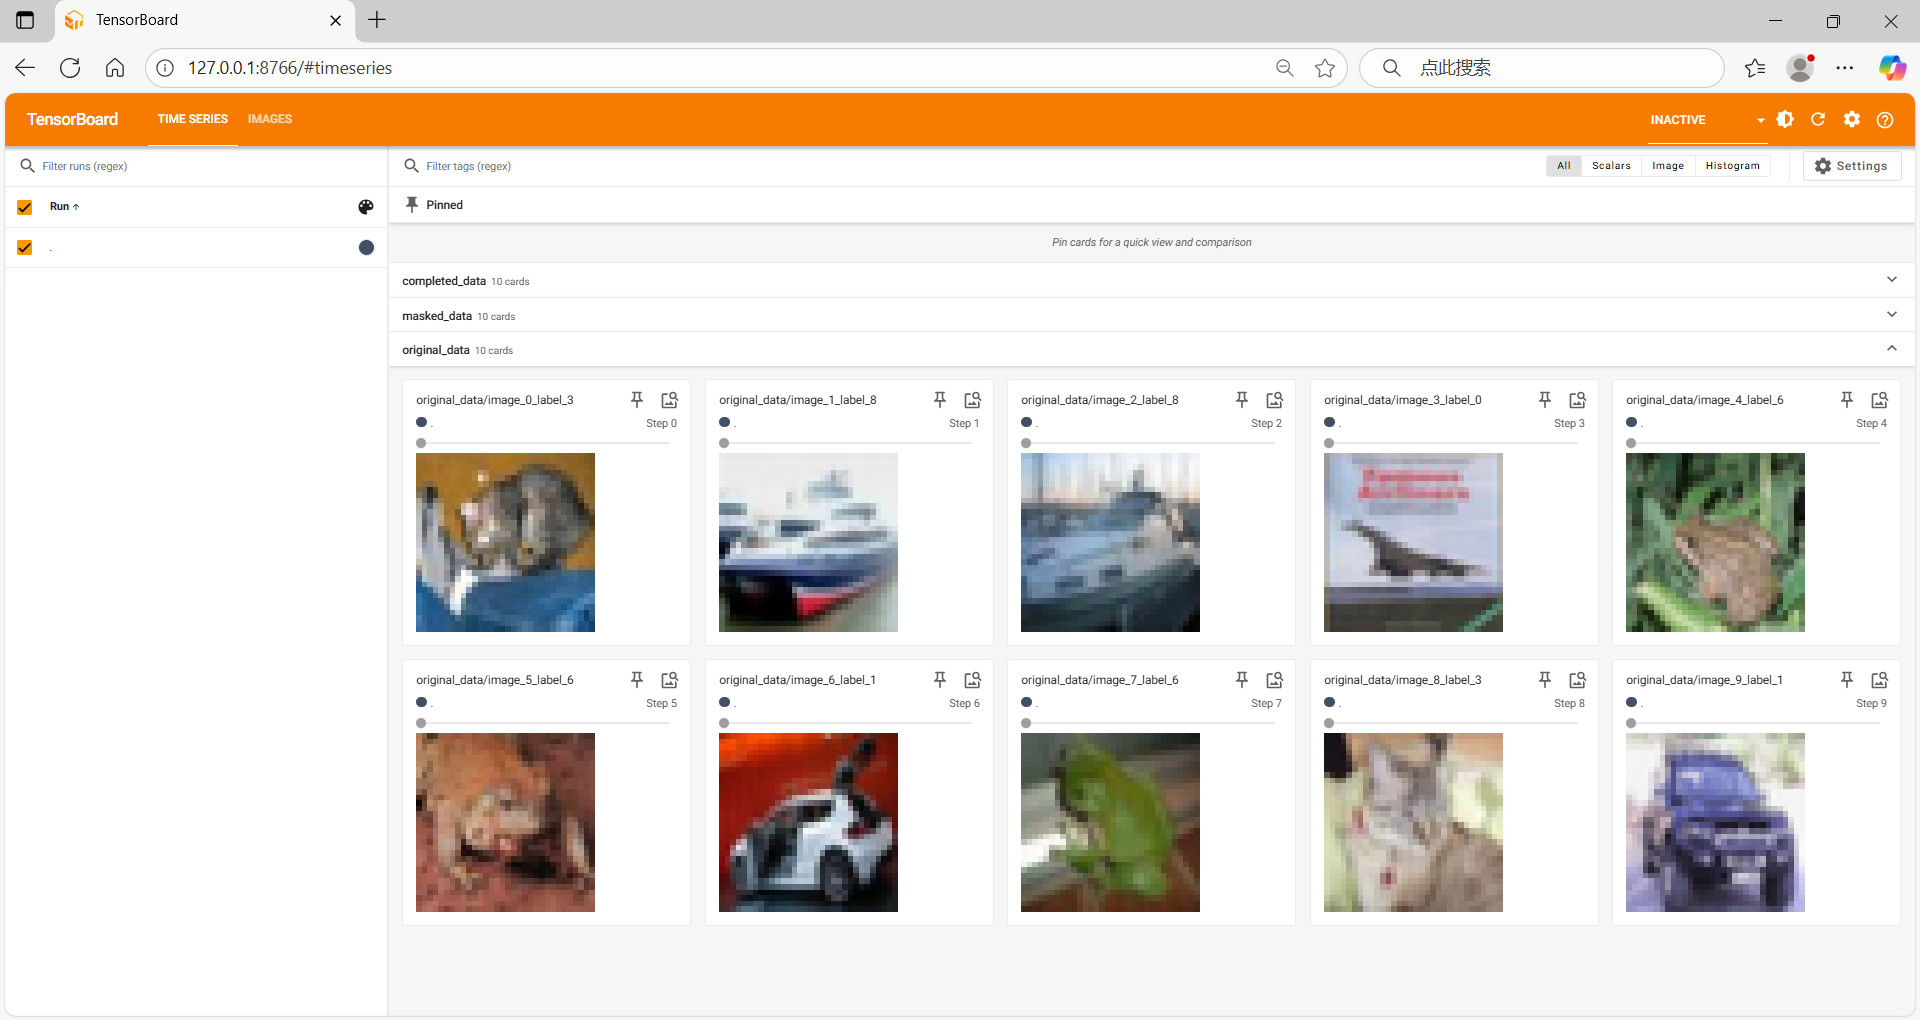 TensorBoard
127.0.0.1:8766/#timeseries
点此搜索
TensorBoard
TIME SERIES
IMAGES
INACTIVE
Filter runs (regex)
Filter tags (regex)
All
Scalars
Image
Histogram
Settings
Run
Pinned
.
Pin cards for a quick view and comparison
completed_data 10 cards
masked_data 10 cards
original_data 10 cards
original_data/image_0_label_3
. Step 0
original_data/image_1_label_8
. Step 1
original_data/image_2_label_8
. Step 2
original_data/image_3_label_0
. Step 3
original_data/image_4_label_6
. Step 4
original_data/image_5_label_6
. Step 5
original_data/image_6_label_1
. Step 6
original_data/image_7_label_6
. Step 7
original_data/image_8_label_3
. Step 8
original_data/image_9_label_1
. Step 9